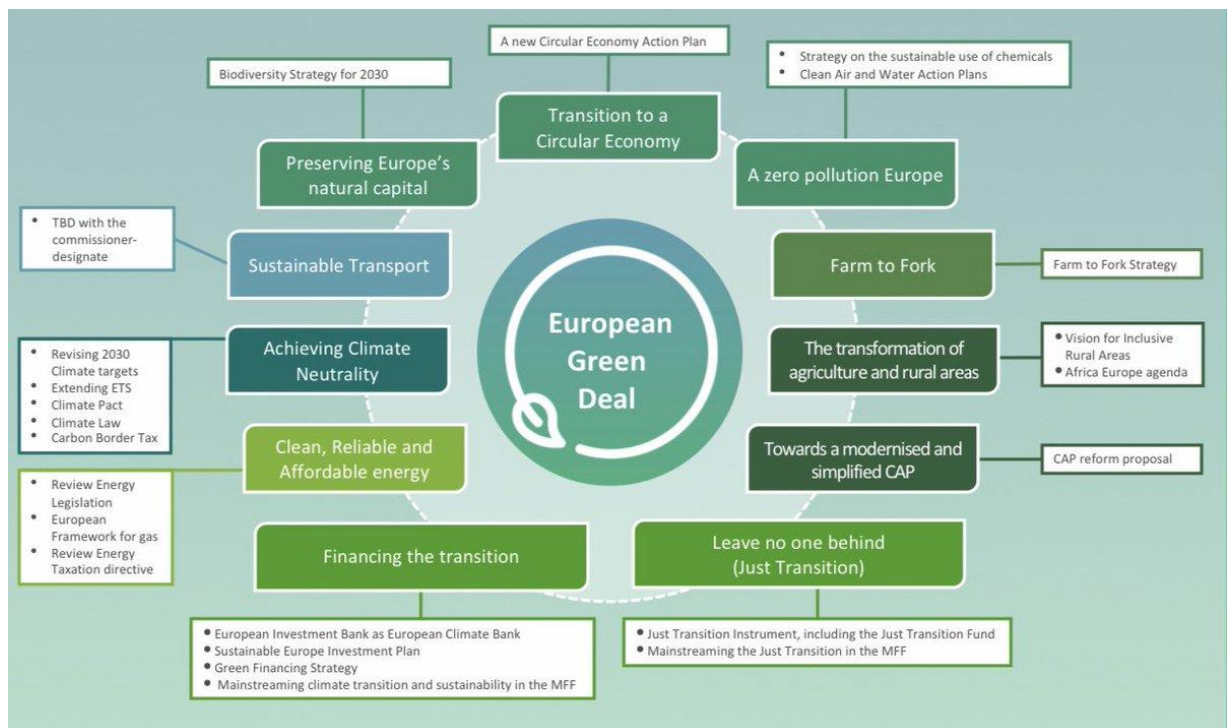 A new Circular Economy Action Plan
Biodiversity Strategy for 2030
• Strategy on the sustainable use of chemicals
• Clean Air and Water Action Plans
Transition to a
Circular Economy
Preserving Europe's
natural capital
A zero pollution Europe
• TBD with the
commissioner-
designate
Sustainable Transport
Farm to Fork
Farm to Fork Strategy
European
Green
Deal
• Revising 2030
Climate targets
• Extending ETS
• Climate Pact
• Climate Law
• Carbon Border Tax
Achieving Climate
Neutrality
The transformation of
agriculture and rural areas
• Vision for Inclusive
Rural Areas
• Africa Europe agenda
Clean, Reliable and
Affordable energy
Towards a modernised and
simplified CAP
CAP reform proposal
• Review Energy
Legislation
• European
Framework for gas
• Review Energy
Taxation directive
Financing the transition
Leave no one behind
(Just Transition)
• European Investment Bank as European Climate Bank
• Sustainable Europe Investment Plan
• Green Financing Strategy
• Mainstreaming climate transition and sustainability in the MFF
• Just Transition Instrument, including the Just Transition Fund
• Mainstreaming the Just Transition in the MFF